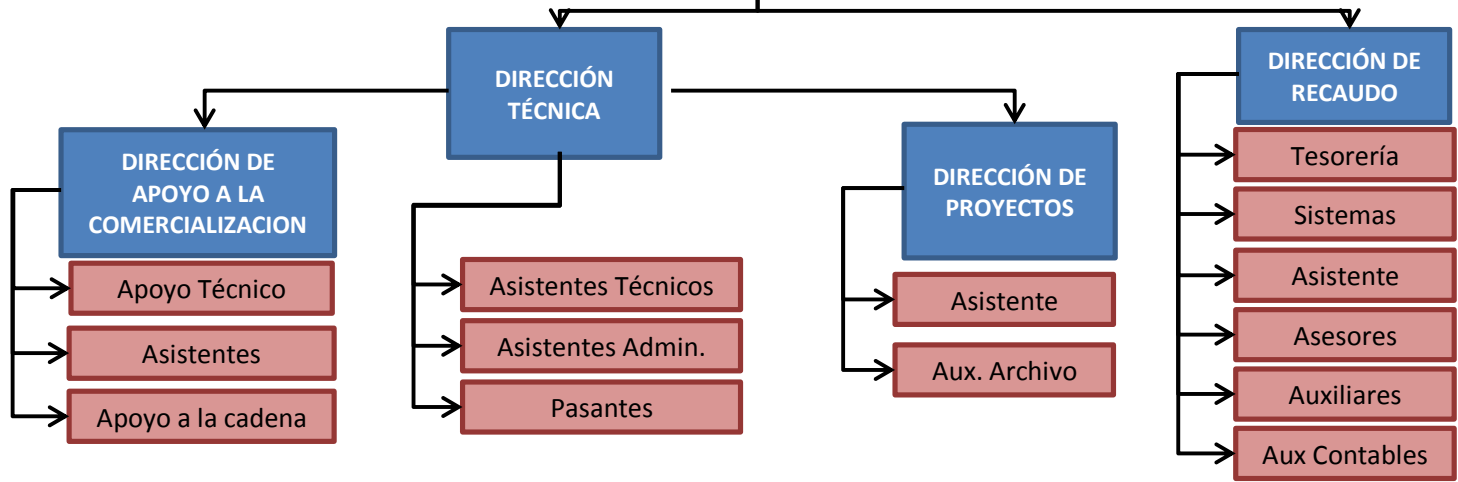 DIRECCIÓN
TÉCNICA
DIRECCIÓN DE
RECAUDO
DIRECCIÓN DE
APOYO A LA
COMERCIALIZACION
DIRECCIÓN DE
PROYECTOS
Apoyo Técnico
Asistentes
Apoyo a la cadena
Asistentes Técnicos
Asistentes Admin.
Pasantes
Asistente
Aux. Archivo
Tesorería
Sistemas
Asistente
Asesores
Auxiliares
Aux Contables